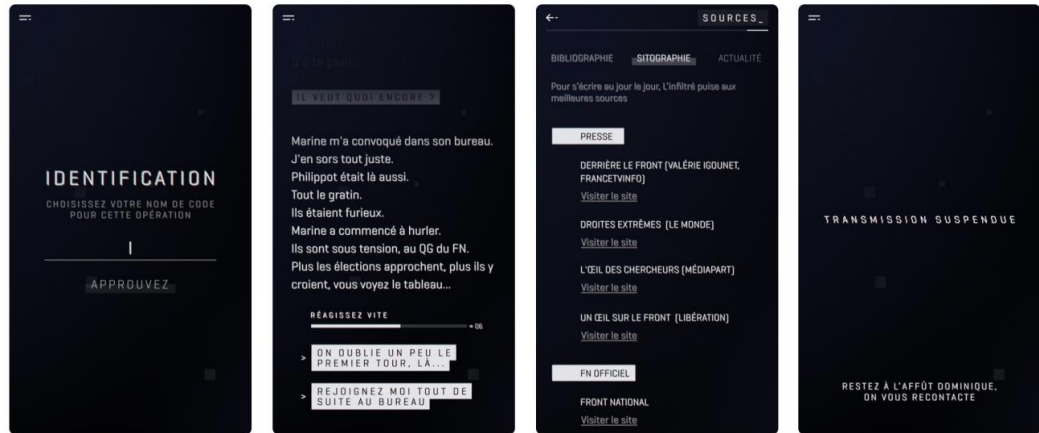 IDENTIFICATION
CHOISISSEZ VOTRE NOM DE CODE
POUR CETTE OPÉRATION
APPROUVEZ
S'il te plaît...
IL VEUT QUOI ENCORE ?
Marine m'a convoqué dans son bureau.
J'en sors tout juste.
Philippot était là aussi.
Tout le gratin.
Ils étaient furieux.
Marine a commencé à hurler.
Ils sont sous tension, au QG du FN.
Plus les élections approchent, plus ils y
croient, vous voyez le tableau...
RÉAGISSEZ VITE
06
> ON OUBLIE UN PEU LE
PREMIER TOUR, LÀ...
> REJOIGNEZ MOI TOUT DE
SUITE AU BUREAU
SOURCES_
BIBLIOGRAPHIE SITOGRAPHIE ACTUALITÉ
Pour s'écrire au jour le jour, L'infiltré puise aux
meilleures sources
PRESSE
DERRIÈRE LE FRONT (VALÉRIE IGOUNET,
FRANCETVINFO)
Visiter le site
DROITES EXTRÊMES (LE MONDE)
Visiter le site
L'ŒIL DES CHERCHEURS (MÉDIAPART)
Visiter le site
UN ŒIL SUR LE FRONT (LIBÉRATION)
Visiter le site
FN OFFICIEL
FRONT NATIONAL
Visiter le site
TRANSMISSION SUSPENDUE
RESTEZ À L'AFFÛT DOMINIQUE,
ON VOUS RECONTACTE